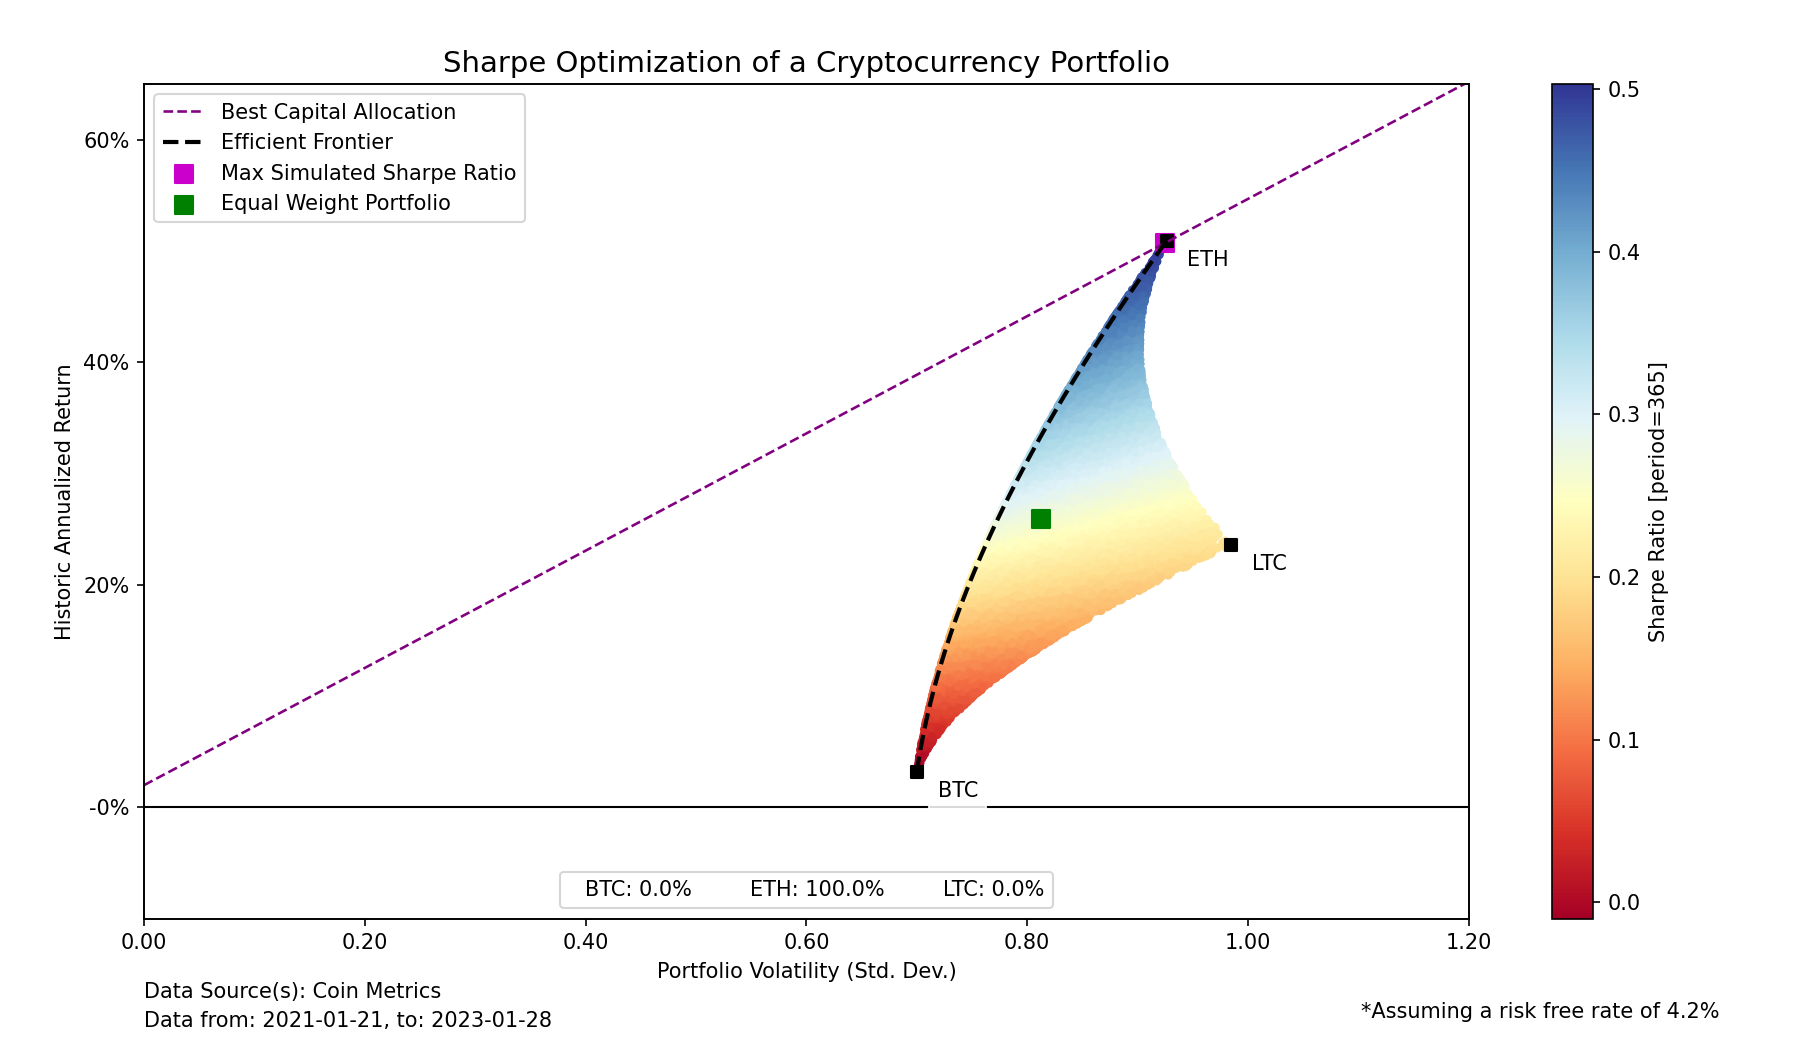 Sharpe Optimization of a Cryptocurrency Portfolio
Best Capital Allocation
Efficient Frontier
Max Simulated Sharpe Ratio
Equal Weight Portfolio
60%
40%
20%
-0%
Historic Annualized Return
ETH
LTC
BTC
BTC: 0.0% ETH: 100.0% LTC: 0.0%
0.00 0.20 0.40 0.60 0.80 1.00 1.20
Portfolio Volatility (Std. Dev.)
0.5
0.4
0.3
0.2
0.1
0.0
Sharpe Ratio [period=365]
Data Source(s): Coin Metrics
Data from: 2021-01-21, to: 2023-01-28
*Assuming a risk free rate of 4.2%